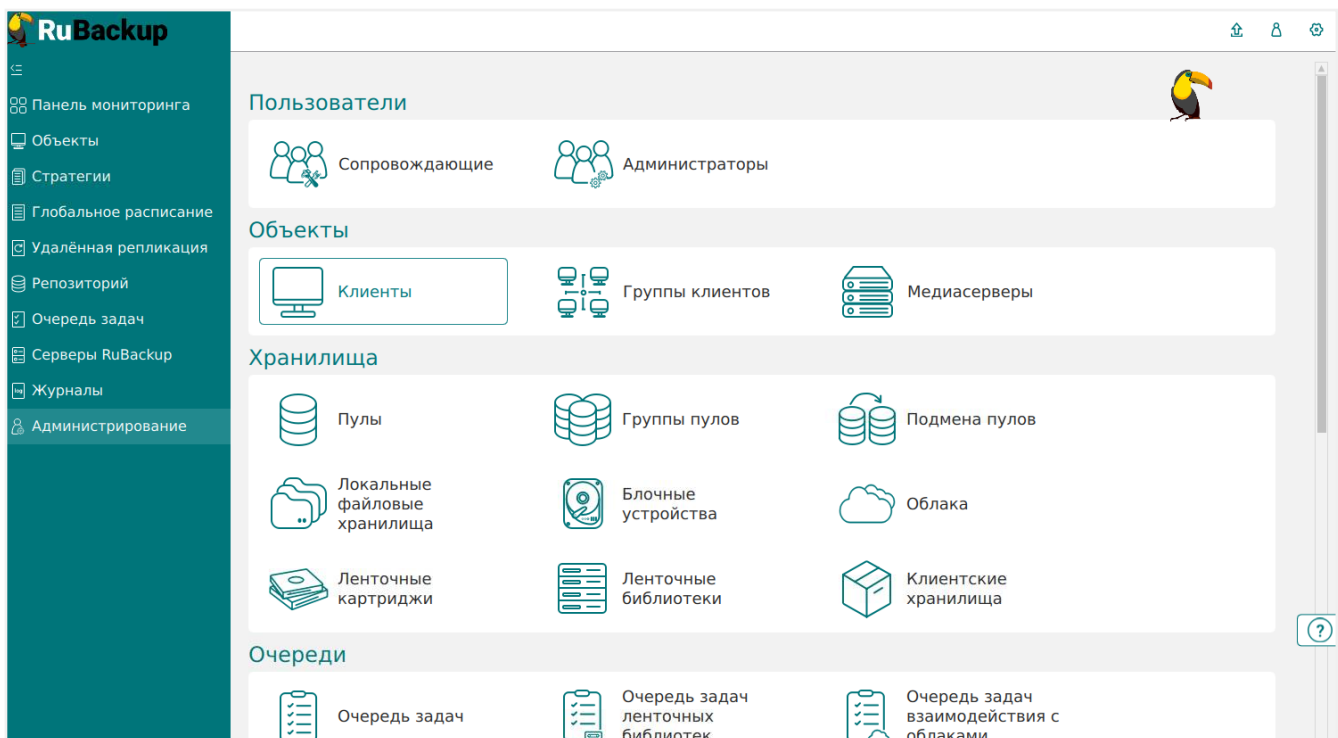 RuBackup
Панель мониторинга
Объекты
Стратегии
Глобальное расписание
Удалённая репликация
Репозиторий
Очередь задач
Серверы RuBackup
Журналы
Администрирование
Пользователи
Сопровождающие
Администраторы
Объекты
Клиенты
Группы клиентов
Медиасерверы
Хранилища
Пулы
Группы пулов
Подмена пулов
Локальные
файловые
хранилища
Блочные
устройства
Облака
Ленточные
картриджи
Ленточные
библиотеки
Клиентские
хранилища
Очереди
Очередь задач
Очередь задач
ленточных
библиотек
Очередь задач
взаимодействия с
облаками
?